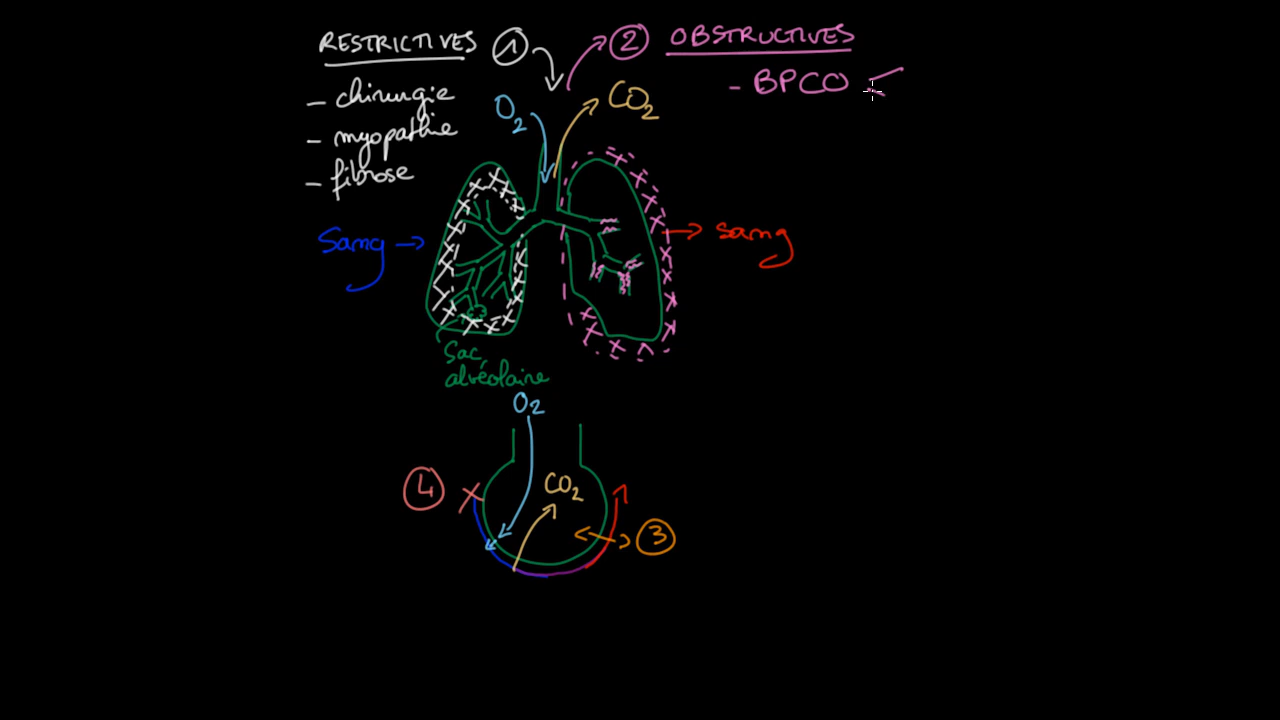 RESTRICTIVES 1
- chirurgie
- myopathie
- fibrose
2 OBSTRUCTIVES
- BPCO <
O2
CO2
Sang →
→ sang
Sac
alvéolaire
O2
CO2
4
3